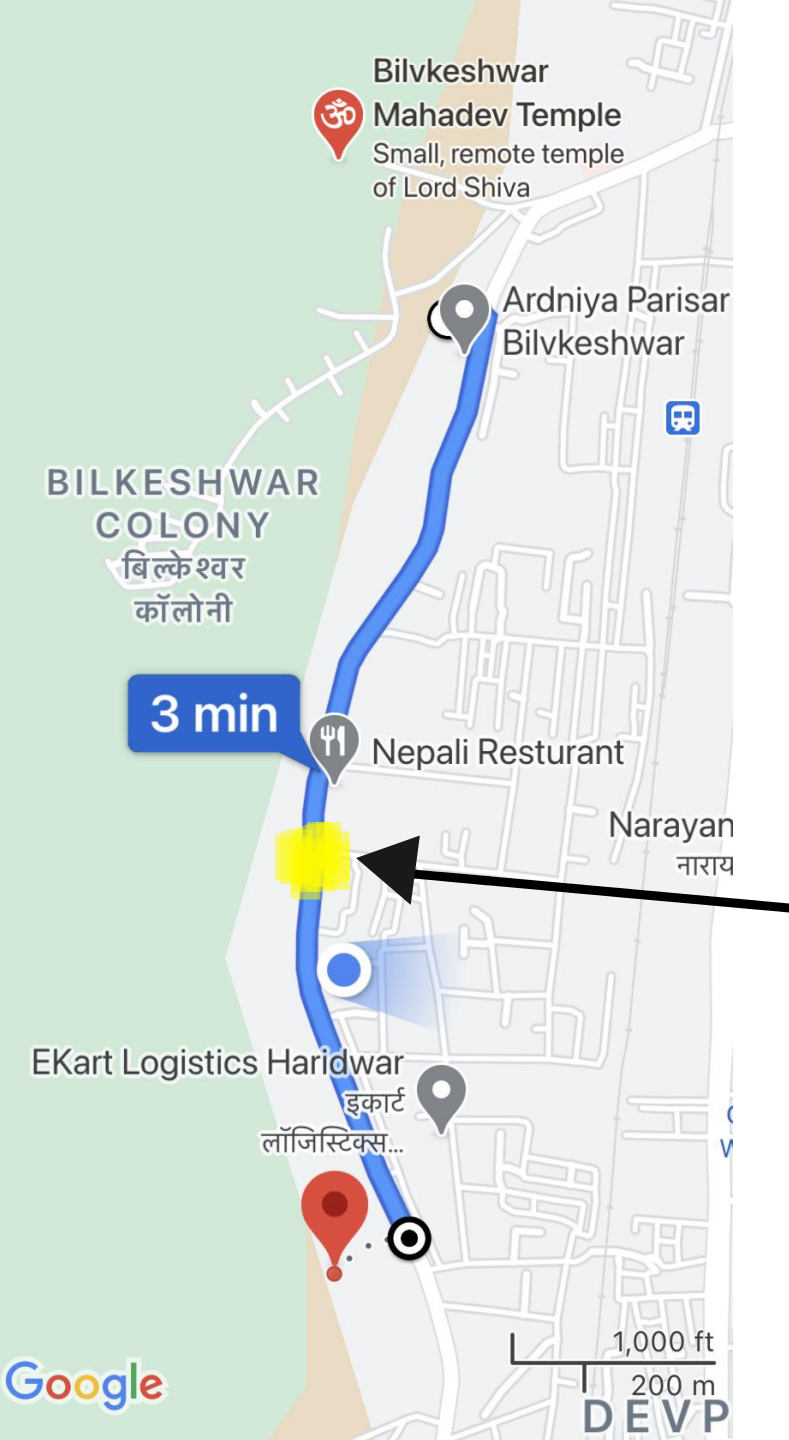 Bilvkeshwar
Mahadev Temple
Small, remote temple
of Lord Shiva
Ardniya Parisar
Bilvkeshwar
BILKESHWAR
COLONY
बिल्केश्वर
कॉलोनी
3 min
Nepali Resturant
Narayan
नाराय
EKart Logistics Haridwar
इकार्ट
लॉजिस्टिक्स...
1,000 ft
200 m
Google
DEVP